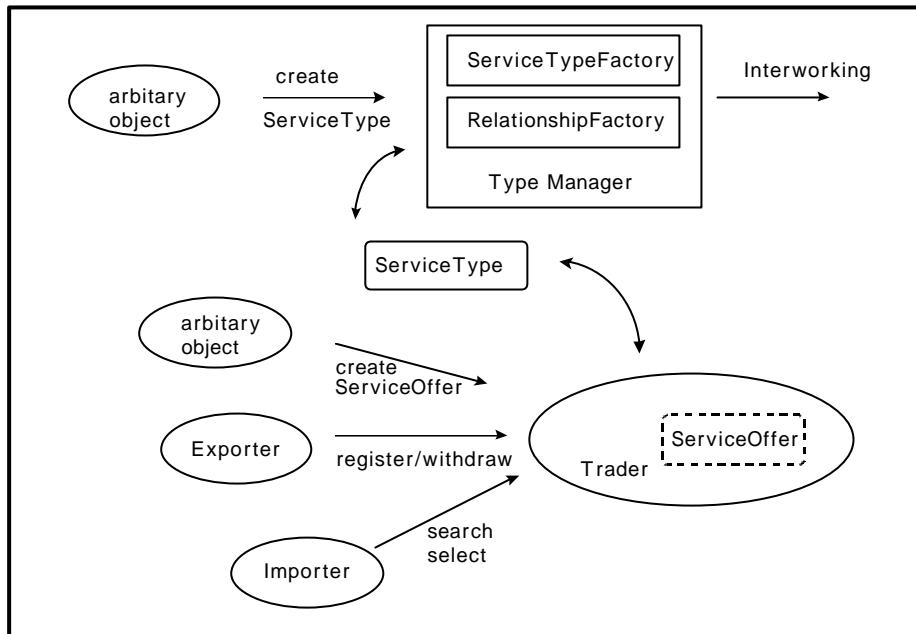 arbitary
object
create
ServiceType
ServiceTypeFactory
RelationshipFactory
Type Manager
Interworking
ServiceType
arbitary
object
create
ServiceOffer
Exporter
register/withdraw
ServiceOffer
Trader
Importer
search
select